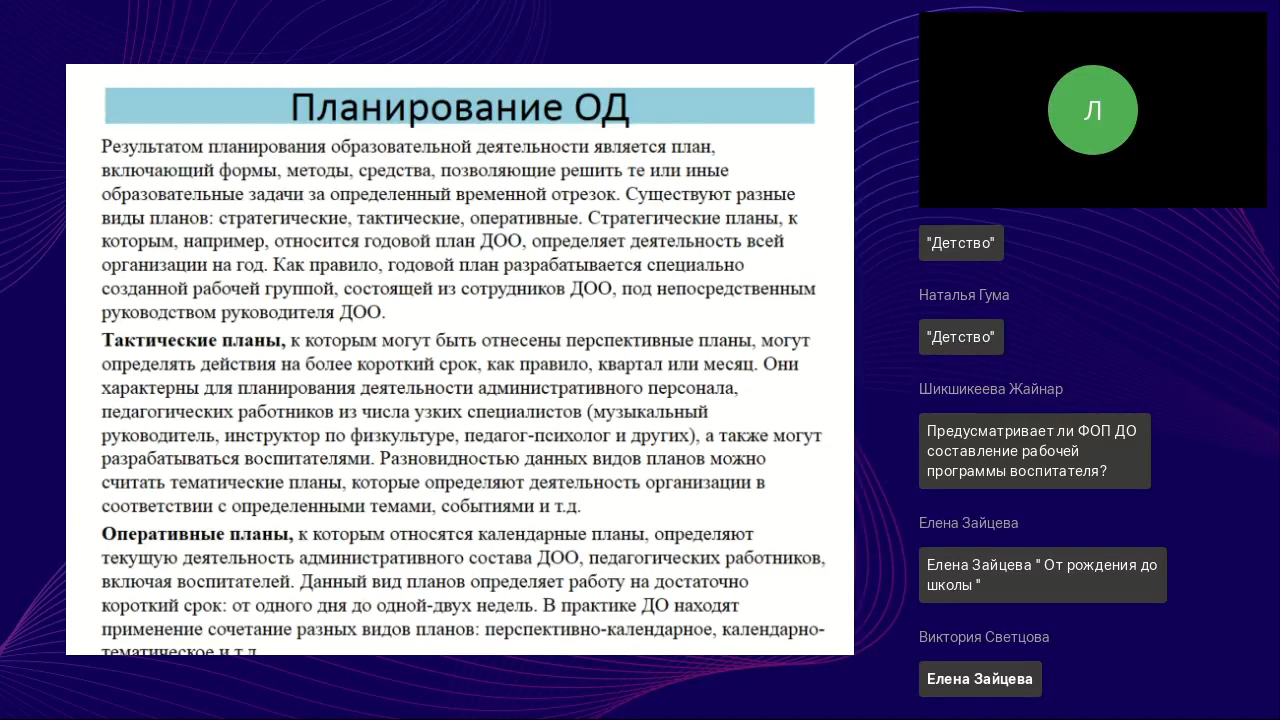 Планирование ОД
Результатом планирования образовательной деятельности является план,
включающий формы, методы, средства, позволяющие решить те или иные
образовательные задачи за определенный временной отрезок. Существуют разные
виды планов: стратегические, тактические, оперативные. Стратегические планы, к
которым, например, относится годовой план ДОО, определяет деятельность всей
организации на год. Как правило, годовой план разрабатывается специально
созданной рабочей группой, состоящей из сотрудников ДОО, под непосредственным
руководством руководителя ДОО.
Тактические планы, к которым могут быть отнесены перспективные планы, могут
определять действия на более короткий срок, как правило, квартал или месяц. Они
характерны для планирования деятельности административного персонала,
педагогических работников из числа узких специалистов (музыкальный
руководитель, инструктор по физкультуре, педагог-психолог и других), а также могут
разрабатываться воспитателями. Разновидностью данных видов планов можно
считать тематические планы, которые определяют деятельность организации в
соответствии с определенными темами, событиями и т.д.
Оперативные планы, к которым относятся календарные планы, определяют
текущую деятельность административного состава ДОО, педагогических работников,
включая воспитателей. Данный вид планов определяет работу на достаточно
короткий срок: от одного дня до одной-двух недель. В практике ДО находят
применение сочетание разных видов планов: перспективно-календарное, календарно-
тематическое и т.д.
Л
"Детство"
Наталья Гума
"Детство"
Шикшикеева Жайнар
Предусматривает ли ФОП ДО
составление рабочей
программы воспитателя?
Елена Зайцева
Елена Зайцева " От рождения до
школы "
Виктория Светцова
Елена Зайцева